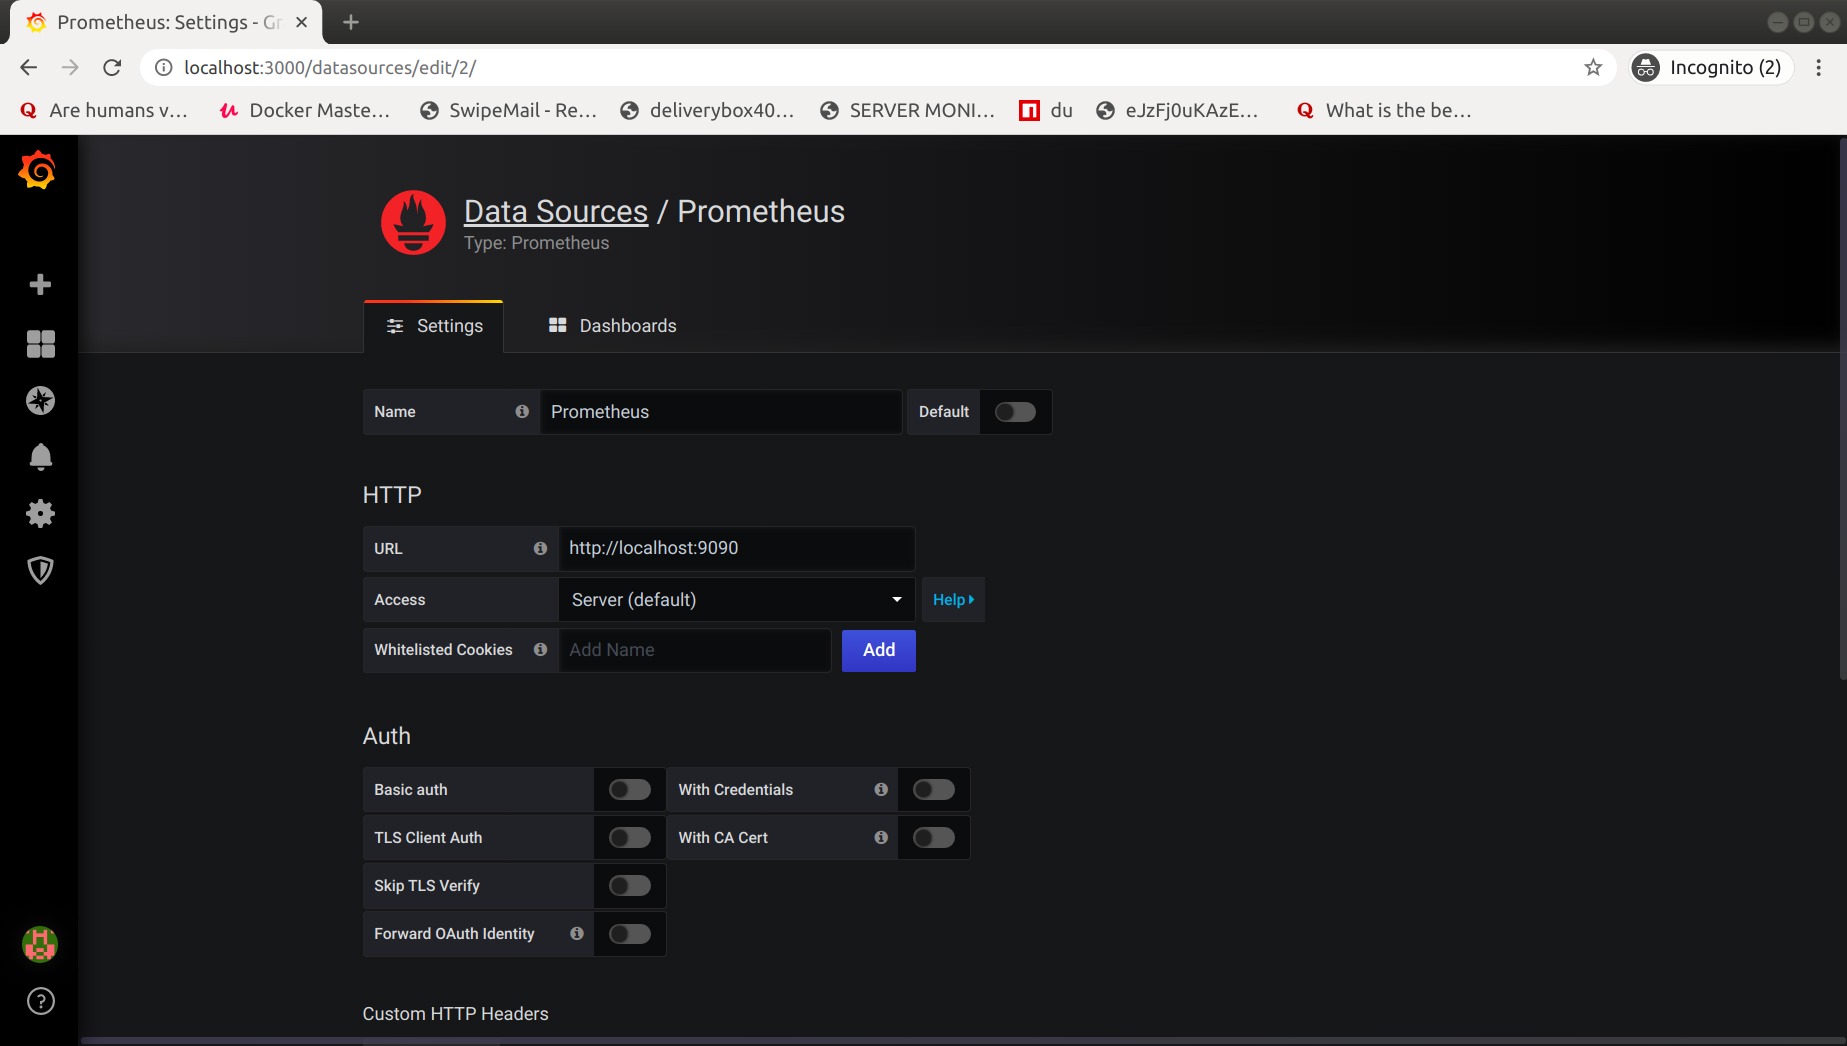 Prometheus: Settings - Gr
localhost:3000/datasources/edit/2/
Incognito (2)
Are humans v...
Docker Maste...
SwipeMail - Re...
deliverybox40...
SERVER MONI...
du
eJzFj0uKAzE...
What is the be...
Data Sources / Prometheus
Type: Prometheus
Settings
Dashboards
Name
Prometheus
Default
HTTP
URL
http://localhost:9090
Access
Server (default)
Help
Whitelisted Cookies
Add Name
Add
Auth
Basic auth
With Credentials
TLS Client Auth
With CA Cert
Skip TLS Verify
Forward OAuth Identity
Custom HTTP Headers